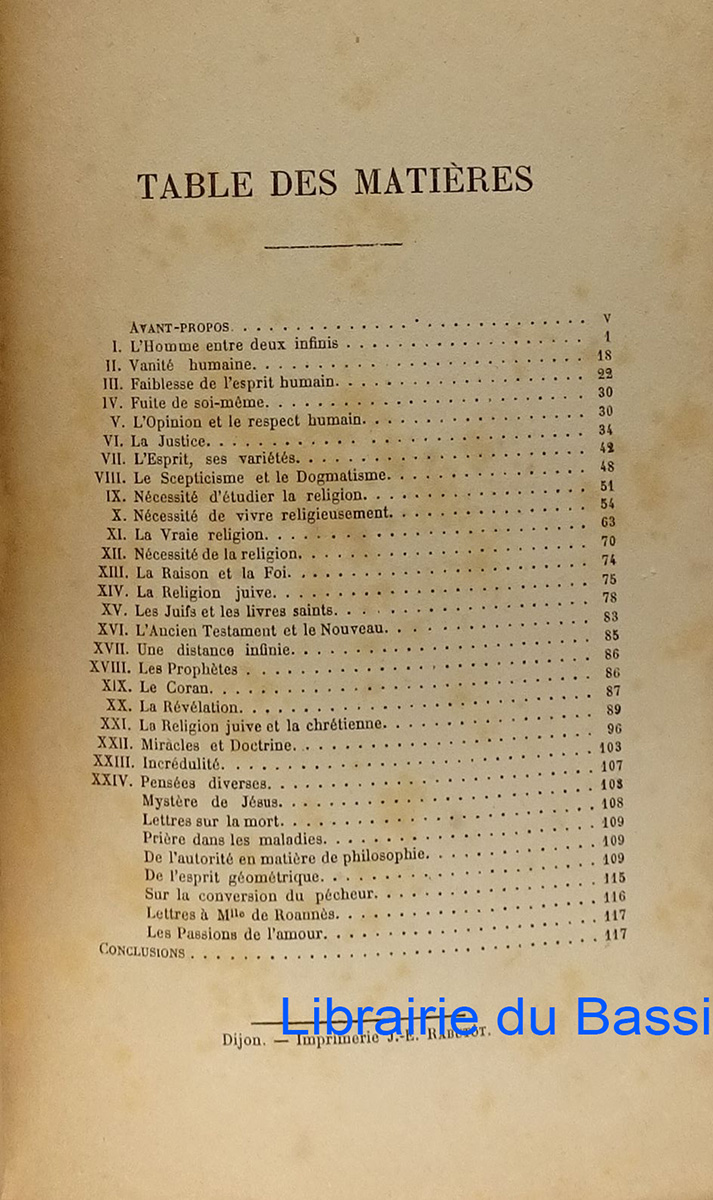 TABLE DES MATIÈRES
AVANT-PROPOS. . . . . . . . . . V
I. L'Homme entre deux infinis . . . . . . . . . . 1
II. Vanité humaine. . . . . . . . . . 18
III. Faiblesse de l'esprit humain. . . . . . . . . . 22
IV. Fuite de soi-même. . . . . . . . . . 30
V. L'Opinion et le respect humain. . . . . . . . . . 30
VI. La Justice. . . . . . . . . . 34
VII. L'Esprit, ses variétés. . . . . . . . . . 42
VIII. Le Scepticisme et le Dogmatisme. . . . . . . . . . 48
IX. Nécessité d'étudier la religion. . . . . . . . . . 51
X. Nécessité de vivre religieusement. . . . . . . . . . 54
XI. La Vraie religion. . . . . . . . . . 63
XII. Nécessité de la religion. . . . . . . . . . 70
XIII. La Raison et la Foi. . . . . . . . . . 74
XIV. La Religion juive. . . . . . . . . . 75
XV. Les Juifs et les livres saints. . . . . . . . . . 78
XVI. L'Ancien Testament et le Nouveau. . . . . . . . . . 83
XVII. Une distance infinie. . . . . . . . . . 85
XVIII. Les Prophètes . . . . . . . . . . 86
XIX. Le Coran. . . . . . . . . . 86
XX. La Révélation. . . . . . . . . . 87
XXI. La Religion juive et la chrétienne. . . . . . . . . . 89
XXII. Miracles et Doctrine. . . . . . . . . . 96
XXIII. Incrédulité. . . . . . . . . . 103
XXIV. Pensées diverses. . . . . . . . . . 107
Mystère de Jésus. . . . . . . . . . 108
Lettres sur la mort. . . . . . . . . . 108
Prière dans les maladies. . . . . . . . . . 109
De l'autorité en matière de philosophie. . . . . . . . . . 109
De l'esprit géométrique. . . . . . . . . . 109
Sur la conversion du pécheur. . . . . . . . . . 115
Lettres à Mlle de Roannès. . . . . . . . . . 116
Les Passions de l'amour. . . . . . . . . . 117
CONCLUSIONS . . . . . . . . . . 117
Librairie du Bassi
Dijon. — Imprimerie J.-E. RABUTÔT.